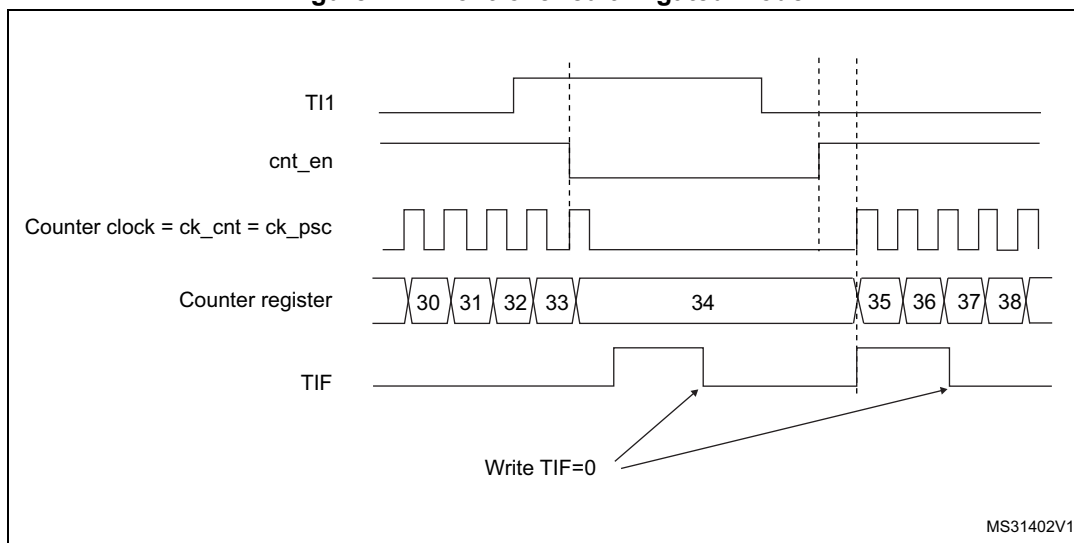 TI1
cnt_en
Counter clock = ck_cnt = ck_psc
Counter register 30 31 32 33 34 35 36 37 38
TIF
Write TIF=0
MS31402V1